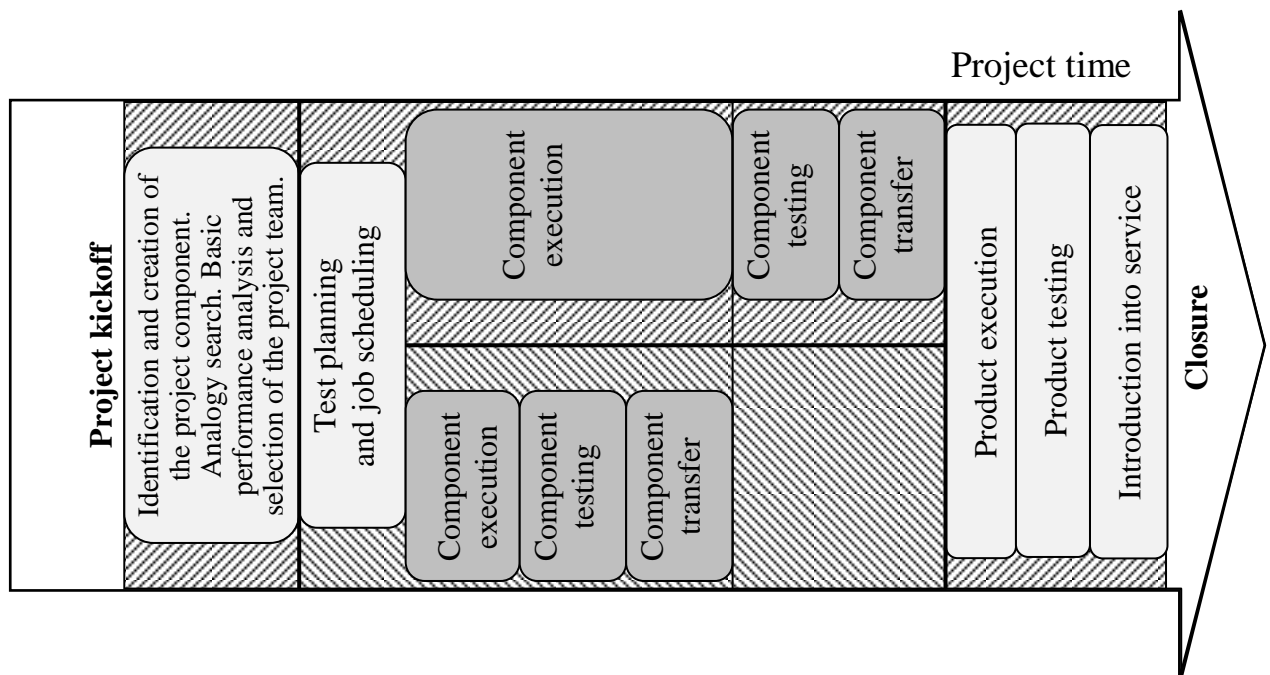 Project time
Project kickoff
Identification and creation of
the project component.
Analogy search. Basic
performance analysis and
selection of the project team.
Test planning
and job scheduling
Component
execution
Component
testing
Component
transfer
Component
execution
Component
testing
Component
transfer
Product execution
Product testing
Introduction into service
Closure